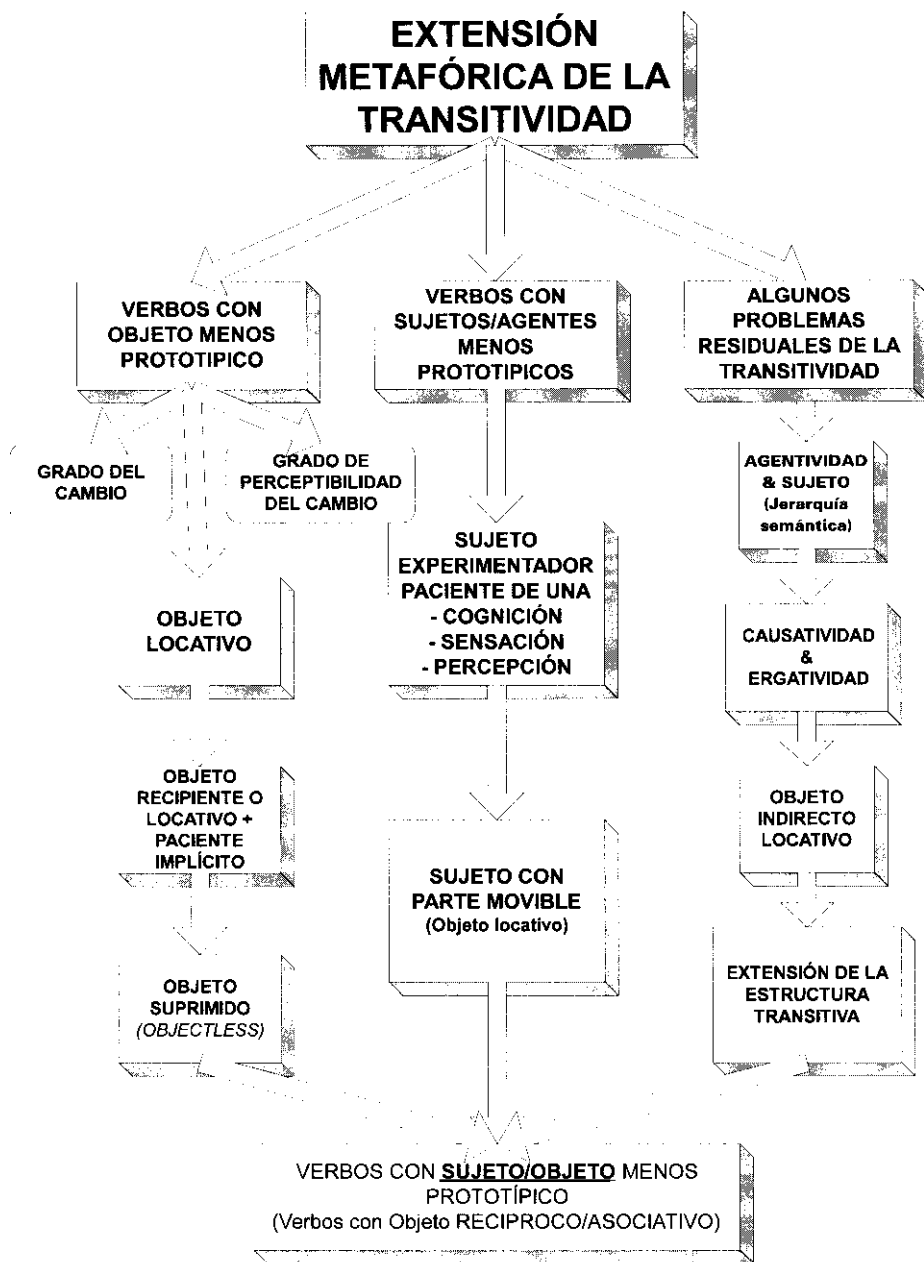 EXTENSIÓN
METAFÓRICA DE LA
TRANSITIVIDAD
VERBOS CON
OBJETO MENOS
PROTOTIPICO
VERBOS CON
SUJETOS/AGENTES
MENOS
PROTOTIPICOS
ALGUNOS
PROBLEMAS
RESIDUALES DE LA
TRANSITIVIDAD
GRADO DEL
CAMBIO
GRADO DE
PERCEPTIBILIDAD
DEL CAMBIO
OBJETO
LOCATIVO
OBJETO
RECIPIENTE O
LOCATIVO +
PACIENTE
IMPLÍCITO
OBJETO
SUPRIMIDO
(OBJECTLESS)
SUJETO
EXPERIMENTADOR
PACIENTE DE UNA
- COGNICIÓN
- SENSACIÓN
- PERCEPCIÓN
SUJETO CON
PARTE MOVIBLE
(Objeto locativo)
AGENTIVIDAD
& SUJETO
(Jerarquía
semántica)
CAUSATIVIDAD
&
ERGATIVIDAD
OBJETO
INDIRECTO
LOCATIVO
EXTENSIÓN DE LA
ESTRUCTURA
TRANSITIVA
VERBOS CON SUJETO/OBJETO MENOS
PROTOTÍPICO
(Verbos con Objeto RECIPROCO/ASOCIATIVO)